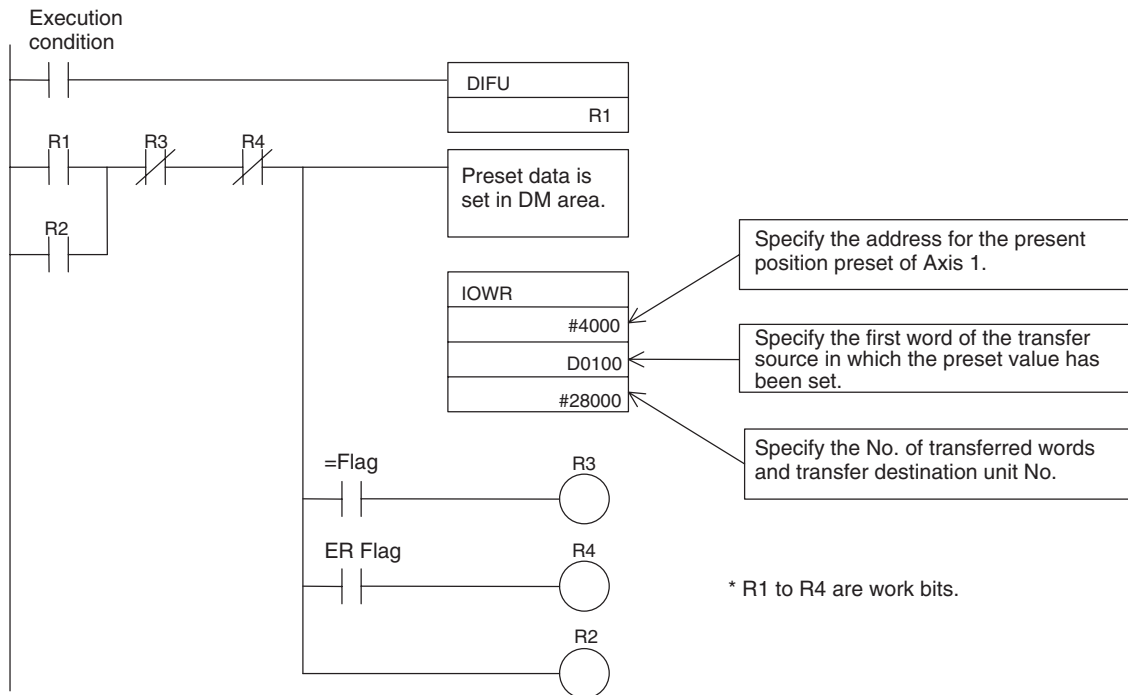 Execution
condition
DIFU
R1
R1
R3
R4
Preset data is
set in DM area.
R2
Specify the address for the present
position preset of Axis 1.
IOWR
#4000
D0100
#28000
Specify the first word of the transfer
source in which the preset value has
been set.
Specify the No. of transferred words
and transfer destination unit No.
=Flag
R3
ER Flag
R4
* R1 to R4 are work bits.
R2